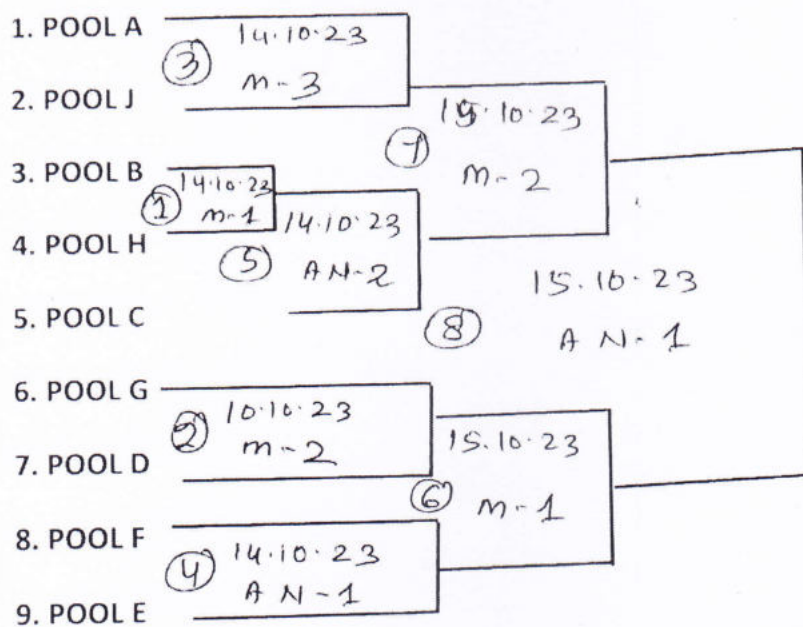 1. POOL A
③ 14.10.23
M-3
2. POOL J
⑦ 15.10.23
M-2
3. POOL B
① 14.10.23
M-1
4. POOL H
⑤ 14.10.23
AN-2
5. POOL C
⑧ 15.10.23
AN-1
6. POOL G
② 10.10.23
M-2
7. POOL D
⑥ 15.10.23
M-1
8. POOL F
④ 14.10.23
AN-1
9. POOL E